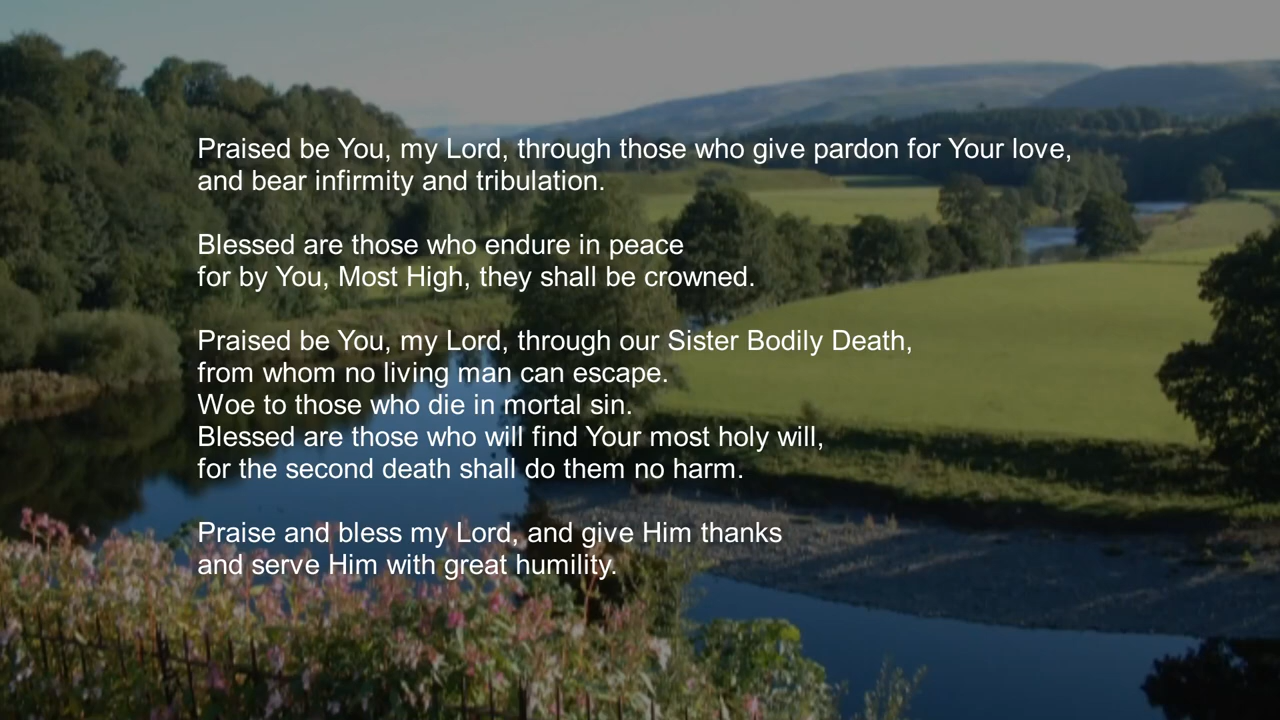 Praised be You, my Lord, through those who give pardon for Your love,
and bear infirmity and tribulation.
Blessed are those who endure in peace
for by You, Most High, they shall be crowned.
Praised be You, my Lord, through our Sister Bodily Death,
from whom no living man can escape.
Woe to those who die in mortal sin.
Blessed are those who will find Your most holy will,
for the second death shall do them no harm.
Praise and bless my Lord, and give Him thanks
and serve Him with great humility.